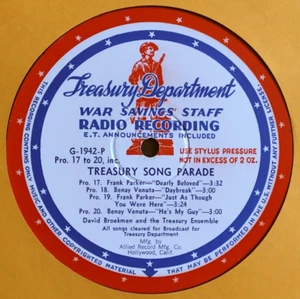 Treasury Department
WAR SAVINGS STAFF
RADIO RECORDING
E.T. ANNOUNCEMENTS INCLUDED
G-1942-P
Pro. 17 to 20, inc.
USE STYLUS PRESSURE
NOT IN EXCESS OF 2 OZ.
TREASURY SONG PARADE
Pro. 17. Frank Parker—"Dearly Beloved"—3:32
Pro. 18. Benay Venuta—"Daybreak"—3:00
Pro. 19. Frank Parker—"Just As Though
You Were Here"—3:24
Pro. 20. Benay Venuta—"He's My Guy"—3:00
David Broekman and the Treasury Ensemble
All songs cleared for Broadcast for
Treasury Department
Mfg. by
Allied Record Mfg. Co.
Hollywood, Calif.
THIS RECORDING CONTAINS
ONLY MUSIC AND OTHER COPYRIGHTED MATERIAL
THAT MAY BE PERFORMED IN THE